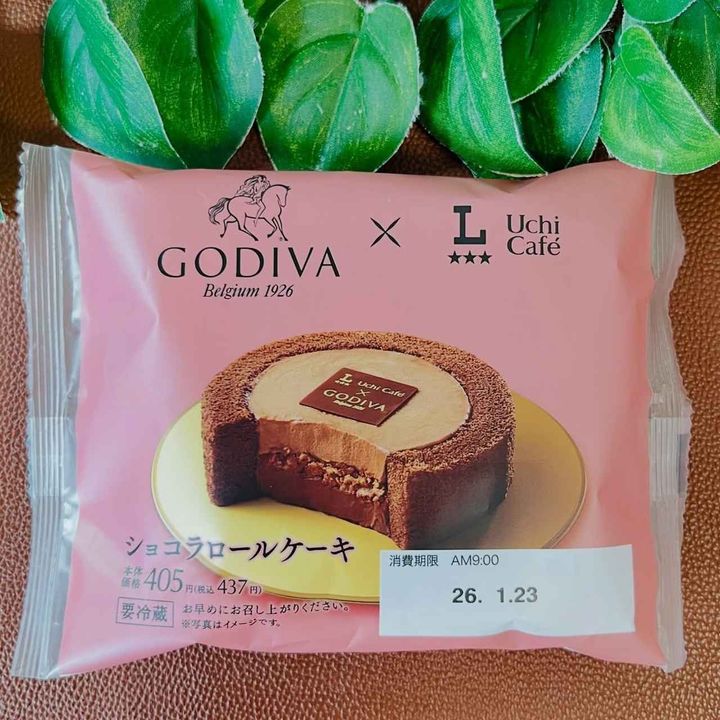 GODIVA
Belgium 1926
×
L
★★★
Uchi
Café
L Uchi Café
★★★
×
GODIVA
Belgium 1926
ショコラロールケーキ
本体
価格 405円(税込 437円)
要冷蔵 お早めにお召し上がりください。
※写真はイメージです。
消費期限 AM9:00
26. 1.23